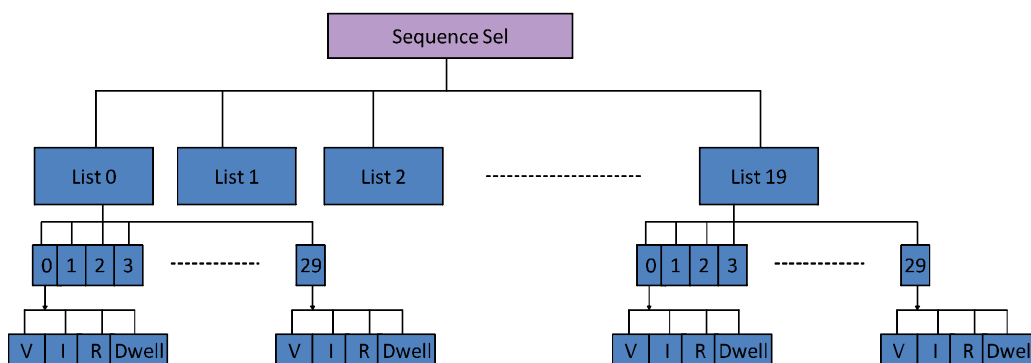 Sequence Sel
List 0 List 1 List 2 List 19
0 1 2 3 29 0 1 2 3 29
V I R Dwell V I R Dwell V I R Dwell V I R Dwell